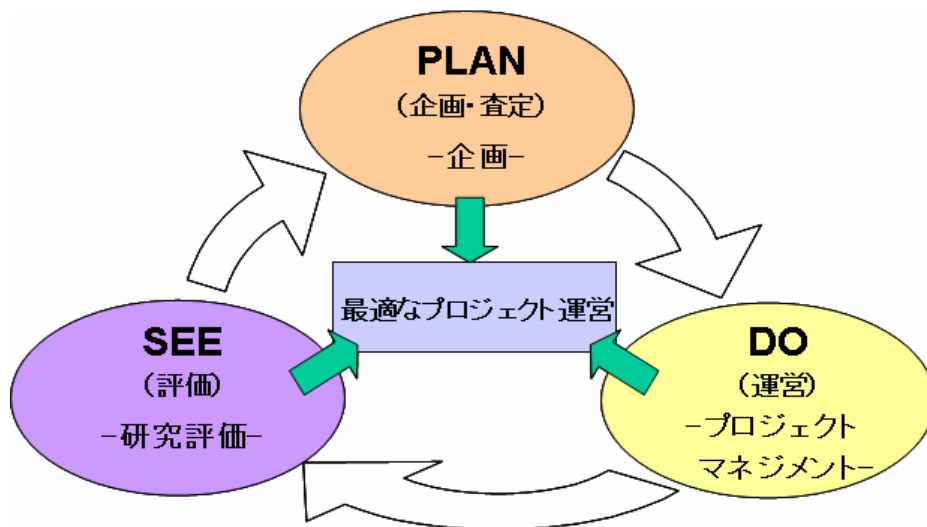 PLAN
(企画・査定)
-企画-
最適なプロジェクト運営
SEE
(評価)
-研究評価-
DO
(運営)
-プロジェクト
マネジメント-